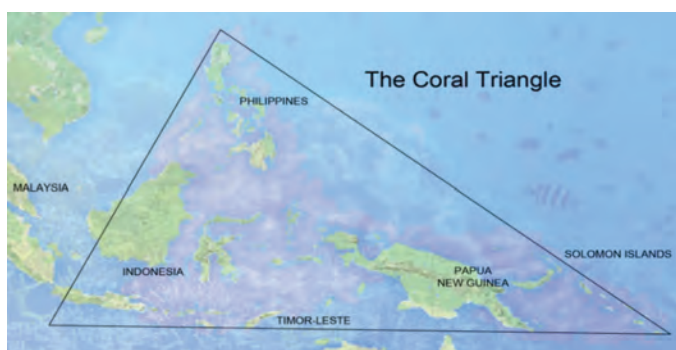 The Coral Triangle
PHILIPPINES
MALAYSIA
SOLOMON ISLANDS
INDONESIA
PAPUA
NEW GUINEA
TIMOR-LESTE